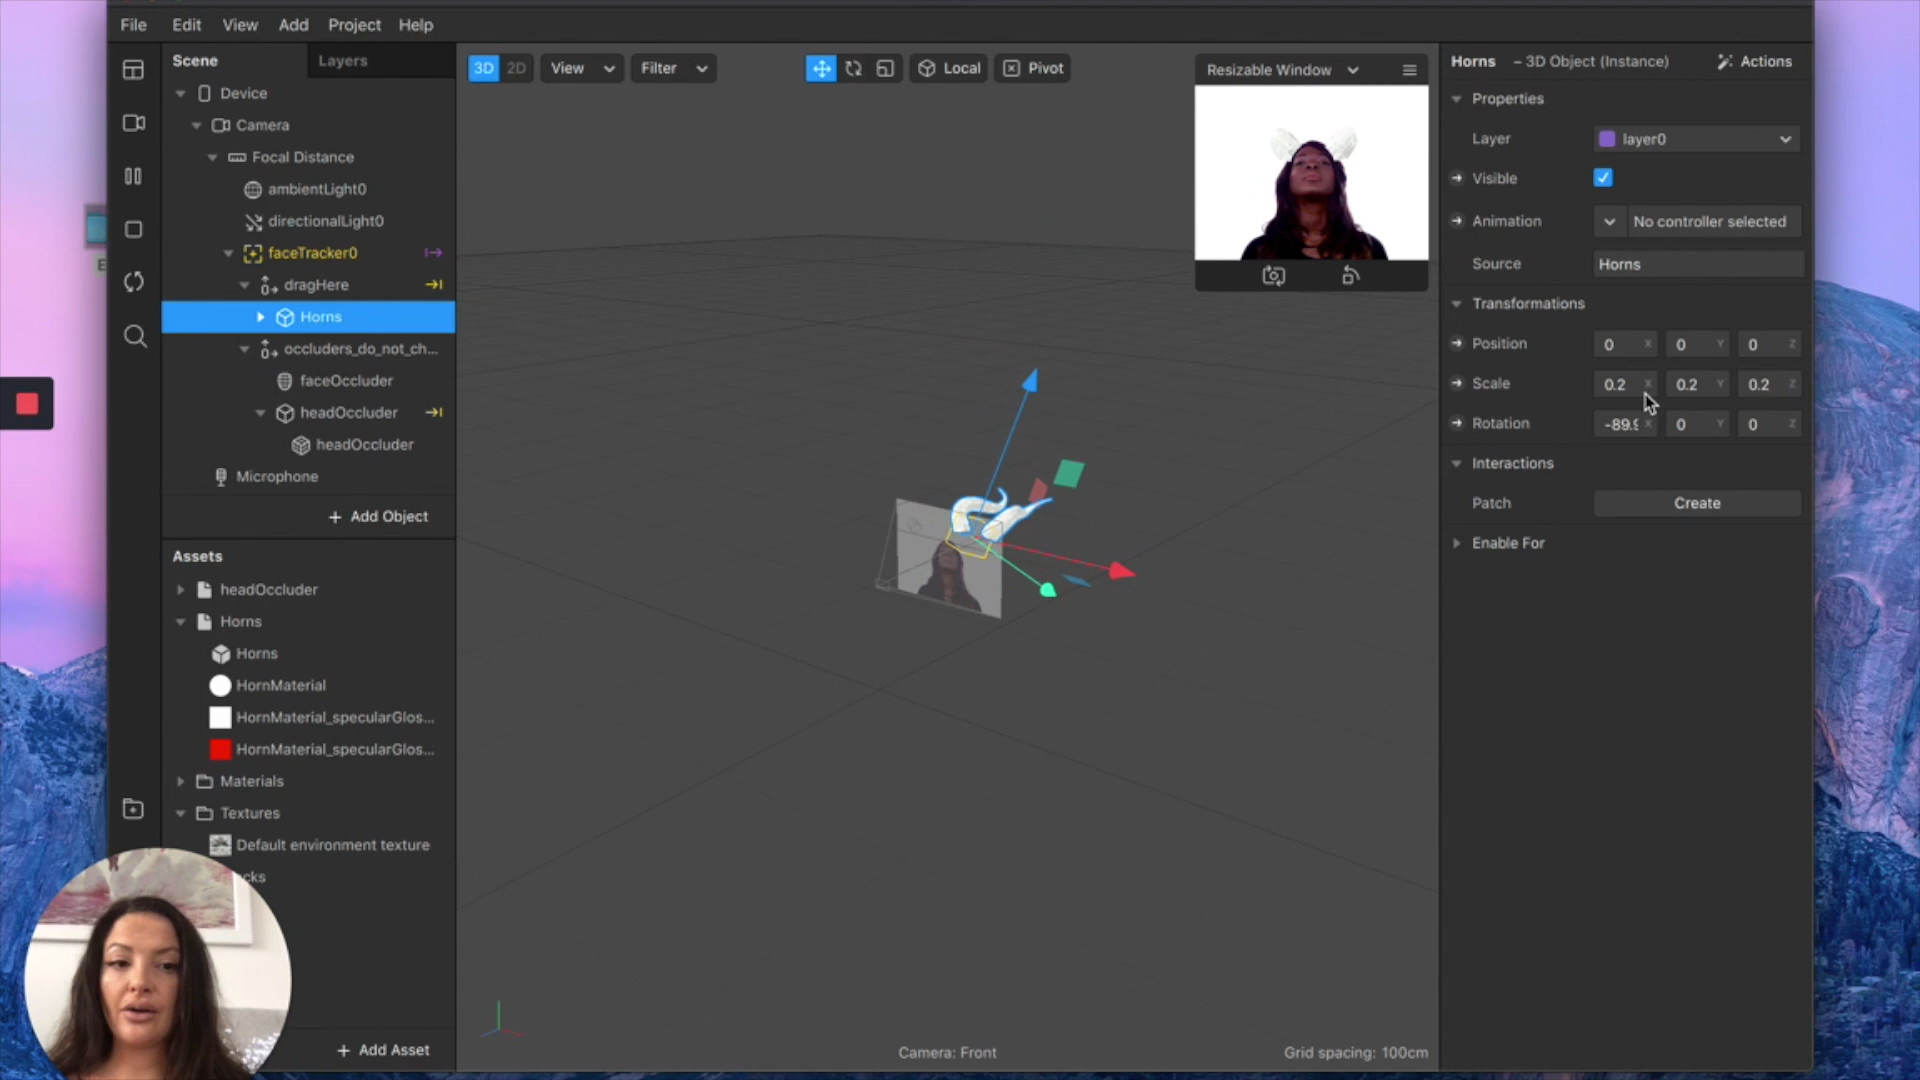 File Edit View Add Project Help
Scene Layers
Device
Camera
Focal Distance
ambientLight0
directionalLight0
faceTracker0
dragHere
Horns
occluders_do_not_ch...
faceOccluder
headOccluder
headOccluder
Microphone
+ Add Object
Assets
headOccluder
Horns
Horns
HornMaterial
HornMaterial_specularGlos...
HornMaterial_specularGlos...
Materials
Textures
Default environment texture
+ Add Asset
3D 2D View Filter Local Pivot
Resizable Window
Camera: Front
Grid spacing: 100cm
Horns – 3D Object (Instance) Actions
Properties
Layer layer0
Visible
Animation No controller selected
Source Horns
Transformations
Position 0 X 0 Y 0 Z
Scale 0.2 X 0.2 Y 0.2 Z
Rotation -89.9 X 0 Y 0 Z
Interactions
Patch Create
Enable For